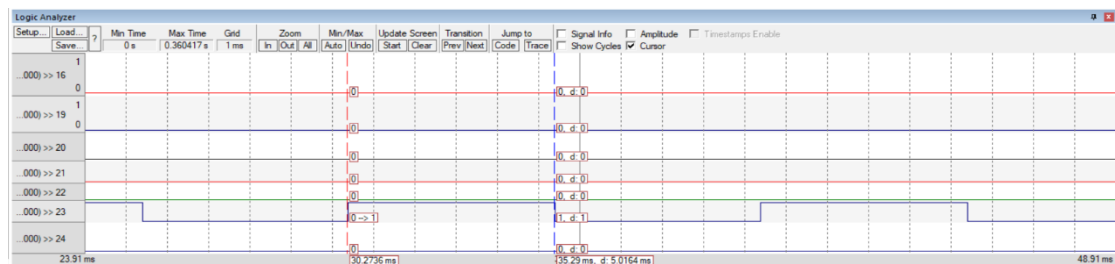 Logic Analyzer
Setup... Load... ? Min Time Max Time Grid Zoom Min/Max Update Screen Transition Jump to Signal Info Amplitude Timestamps Enable
Save... 0 s 0.360417 s 1 ms In Out All Auto Undo Start Clear Prev Next Code Trace Show Cycles Cursor
1
...000) >> 16
0 0 0, d: 0
1
...000) >> 19
0 0 0, d: 0
...000) >> 20
0 0, d: 0
...000) >> 21
0 0, d: 0
...000) >> 22 0 0, d: 0
...000) >> 23 0 --> 1 1, d: 1
...000) >> 24
0 0, d: 0
23.91 ms 30.2736 ms 35.29 ms, d: 5.0164 ms 48.91 ms